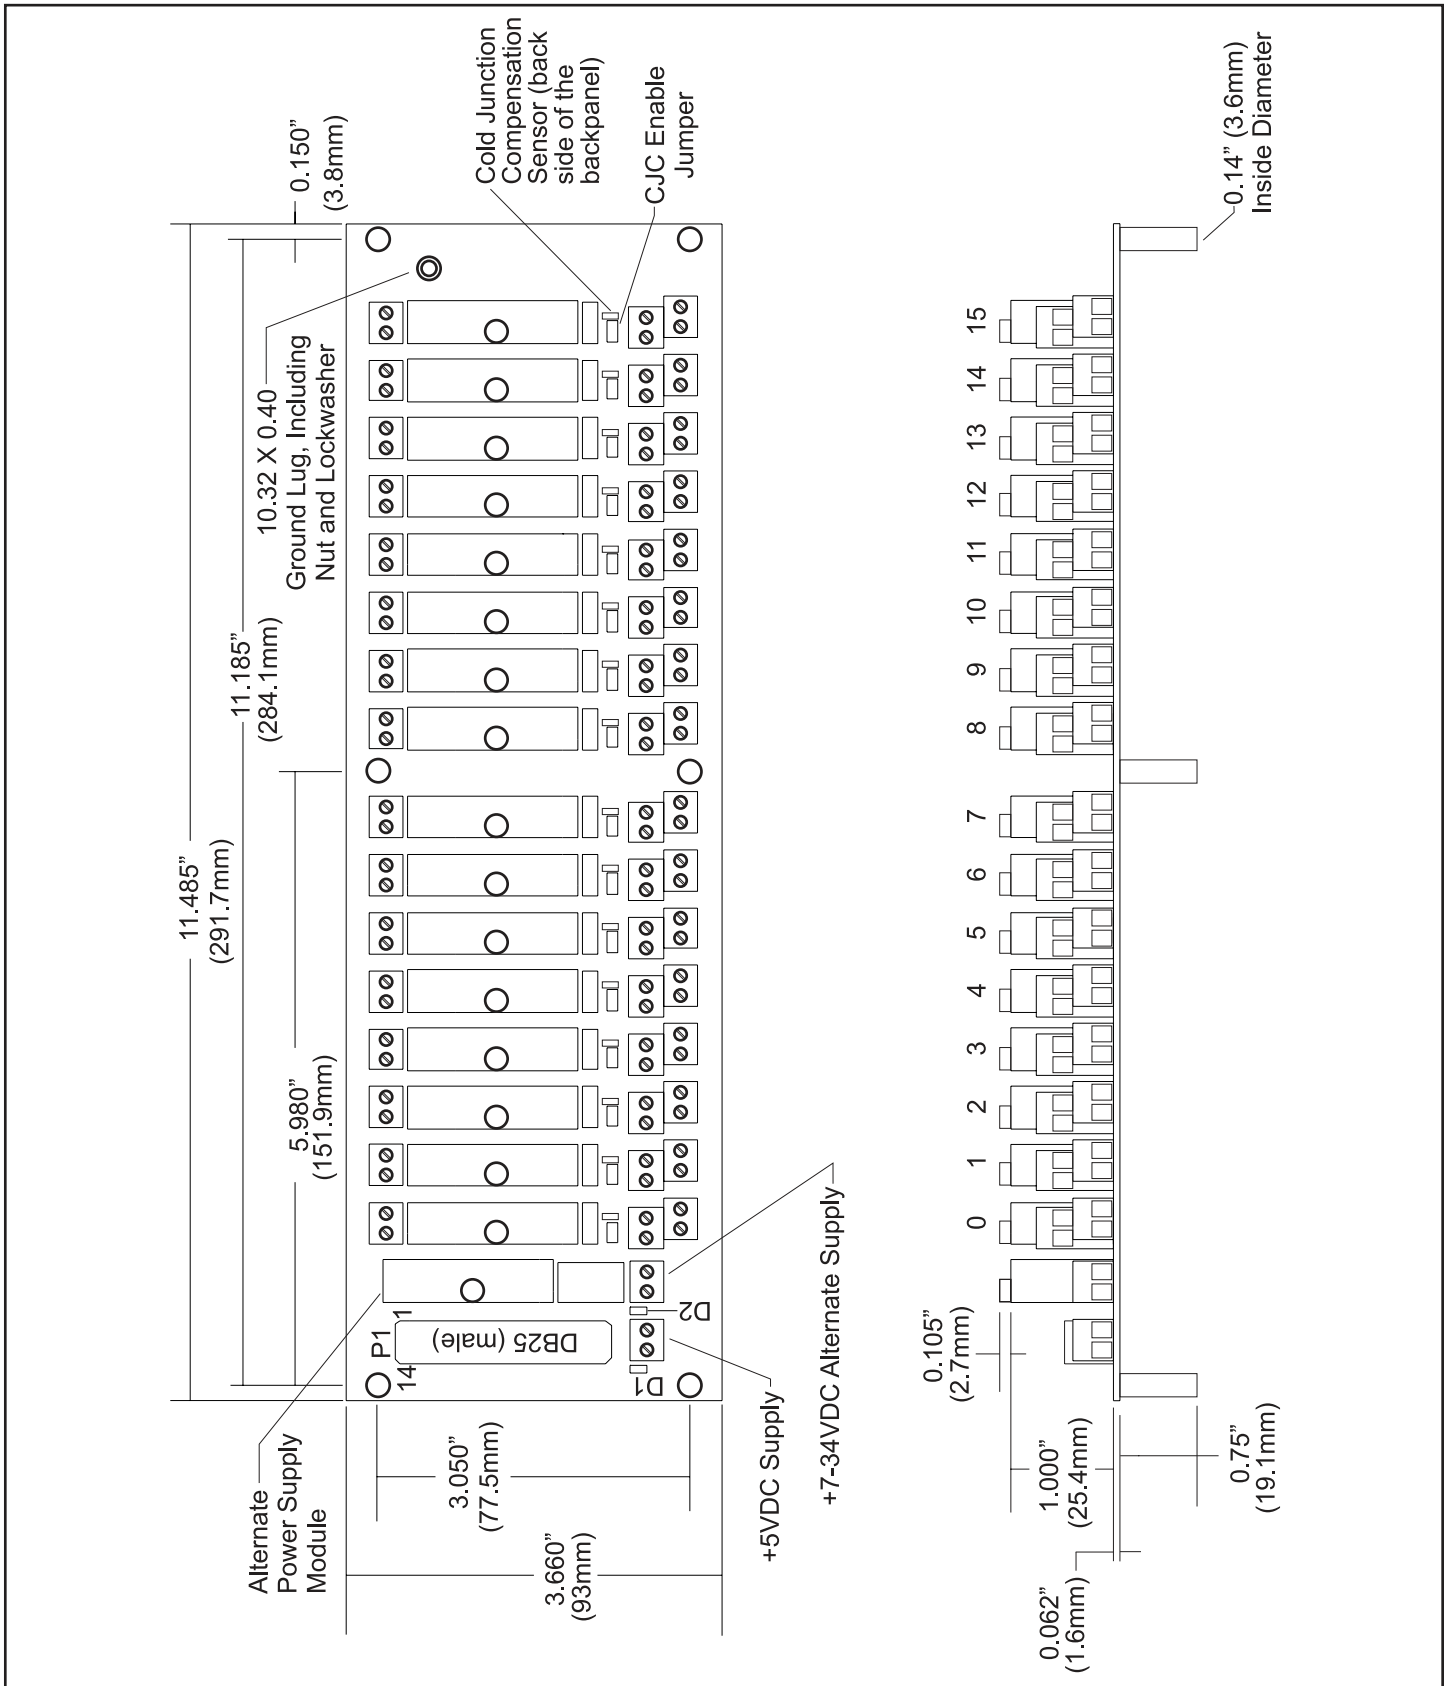 0.150”
(3.8mm)
Cold Junction
Compensation
Sensor (back
side of the
backpanel)
CJC Enable
Jumper
10.32 X 0.40
Ground Lug, Including
Nut and Lockwasher
11.185”
(284.1mm)
11.485”
(291.7mm)
5.980”
(151.9mm)
Alternate
Power Supply
Module
P1
1
14
DB25 (male)
D2
D1
3.050”
(77.5mm)
3.660”
(93mm)
+5VDC Supply
+7-34VDC Alternate Supply
0.14” (3.6mm)
Inside Diameter
15
14
13
12
11
10
9
8
7
6
5
4
3
2
1
0
0.105”
(2.7mm)
1.000”
(25.4mm)
0.75”
(19.1mm)
0.062”
(1.6mm)